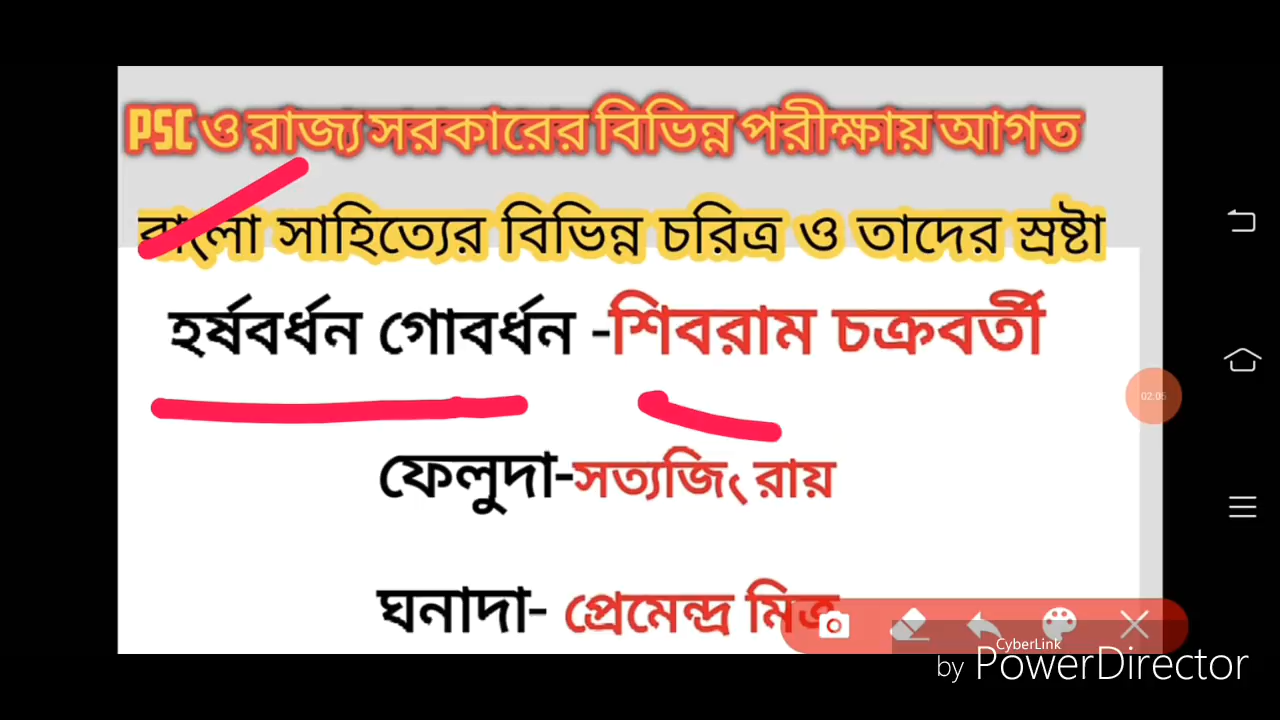 PSC ও রাজ্য সরকারের বিভিন্ন পরীক্ষায় আগত
বাংলা সাহিত্যের বিভিন্ন চরিত্র ও তাদের স্রষ্টা
হর্ষবর্ধন গোবর্ধন -শিবরাম চক্রবর্তী
02:06
ফেলুদা-সত্যজিৎ রায়
ঘনাদা- প্রেমেন্দ্র মিত্র
CyberLink
by PowerDirector